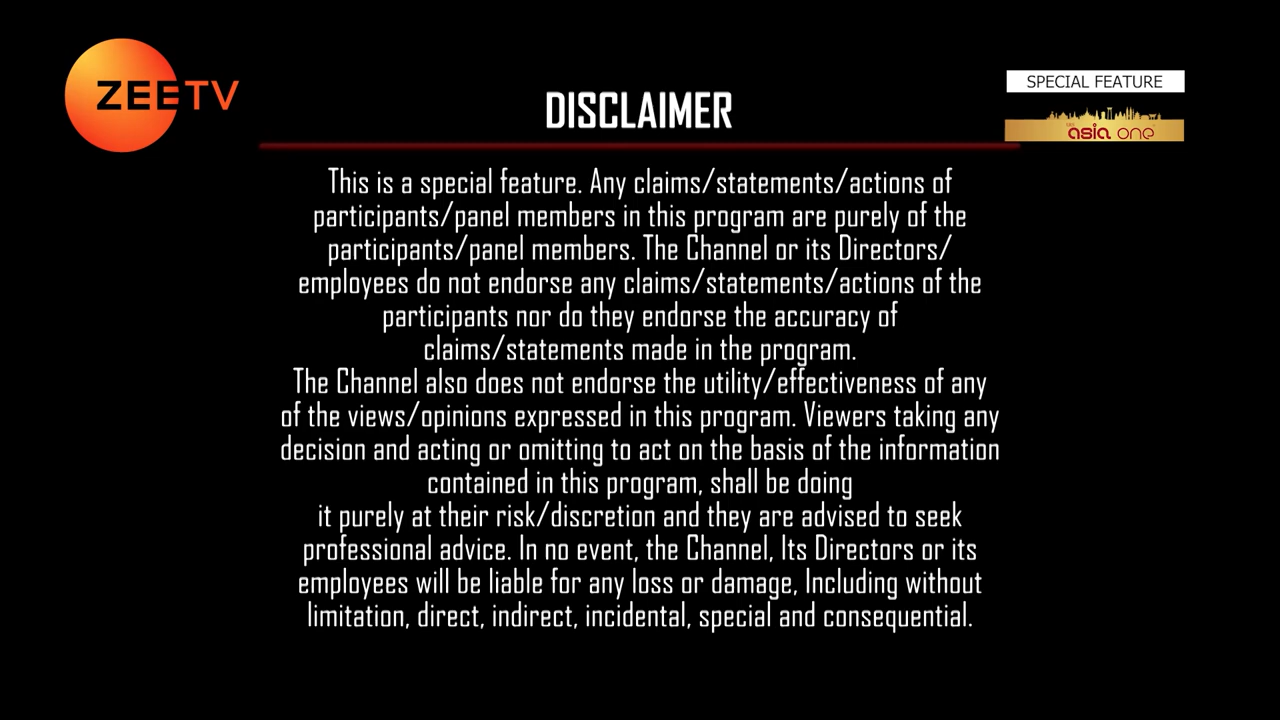 ZEE TV
SPECIAL FEATURE
asia one
DISCLAIMER
This is a special feature. Any claims/statements/actions of
participants/panel members in this program are purely of the
participants/panel members. The Channel or its Directors/
employees do not endorse any claims/statements/actions of the
participants nor do they endorse the accuracy of
claims/statements made in the program.
The Channel also does not endorse the utility/effectiveness of any
of the views/opinions expressed in this program. Viewers taking any
decision and acting or omitting to act on the basis of the information
contained in this program, shall be doing
it purely at their risk/discretion and they are advised to seek
professional advice. In no event, the Channel, Its Directors or its
employees will be liable for any loss or damage, Including without
limitation, direct, indirect, incidental, special and consequential.